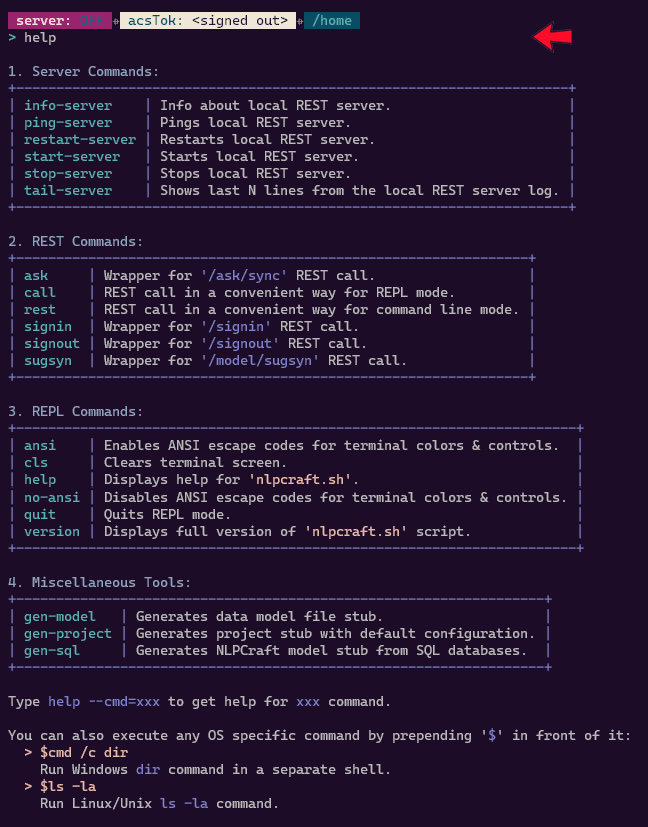 server: OFF acsTok: <signed out> /home
> help
1. Server Commands:
+---------------------------------------------------------------------+
| info-server    | Info about local REST server.                      |
| ping-server    | Pings local REST server.                           |
| restart-server | Restarts local REST server.                        |
| start-server   | Starts local REST server.                          |
| stop-server    | Stops local REST server.                           |
| tail-server    | Shows last N lines from the local REST server log. |
+---------------------------------------------------------------------+
2. REST Commands:
+----------------------------------------------------------------+
| ask     | Wrapper for '/ask/sync' REST call.                   |
| call    | REST call in a convenient way for REPL mode.         |
| rest    | REST call in a convenient way for command line mode. |
| signin  | Wrapper for '/signin' REST call.                     |
| signout | Wrapper for '/signout' REST call.                    |
| sugsyn  | Wrapper for '/model/sugsyn' REST call.               |
+----------------------------------------------------------------+
3. REPL Commands:
+----------------------------------------------------------------------+
| ansi    | Enables ANSI escape codes for terminal colors & controls.  |
| cls     | Clears terminal screen.                                    |
| help    | Displays help for 'nlpcraft.sh'.                           |
| no-ansi | Disables ANSI escape codes for terminal colors & controls. |
| quit    | Quits REPL mode.                                           |
| version | Displays full version of 'nlpcraft.sh' script.             |
+----------------------------------------------------------------------+
4. Miscellaneous Tools:
+------------------------------------------------------------------+
| gen-model   | Generates data model file stub.                    |
| gen-project | Generates project stub with default configuration. |
| gen-sql     | Generates NLPCraft model stub from SQL databases.  |
+------------------------------------------------------------------+
Type help --cmd=xxx to get help for xxx command.
You can also execute any OS specific command by prepending '$' in front of it:
> $cmd /c dir
Run Windows dir command in a separate shell.
> $ls -la
Run Linux/Unix ls -la command.